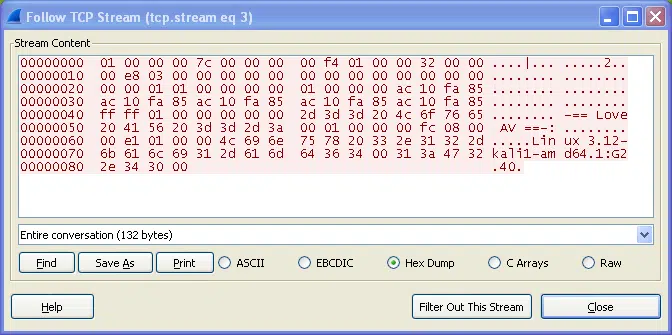 Follow TCP Stream (tcp.stream eq 3)
Stream Content
00000000 01 00 00 00 7c 00 00 00 00 f4 01 00 00 32 00 00 ....|... .....2..
00000010 00 e8 03 00 00 00 00 00 00 00 00 00 00 00 00 00 ........ ........
00000020 00 00 01 01 00 00 00 00 01 00 00 00 ac 10 fa 85 ........ ........
00000030 ac 10 fa 85 ac 10 fa 85 ac 10 fa 85 ac 10 fa 85 ........ ........
00000040 ff ff 01 00 00 00 00 00 2d 3d 3d 20 4c 6f 76 65 ........ -== Love
00000050 20 41 56 20 3d 3d 2d 3a 00 01 00 00 00 fc 08 00  AV ==-: ........
00000060 00 e1 01 00 00 4c 69 6e 75 78 20 33 2e 31 32 2d .....Lin ux 3.12-
00000070 6b 61 6c 69 31 2d 61 6d 64 36 34 00 31 3a 47 32 kali1-am d64.1:G2
00000080 2e 34 30 00 .40.
Entire conversation (132 bytes)
Find Save As Print ASCII EBCDIC Hex Dump C Arrays Raw
Help Filter Out This Stream Close